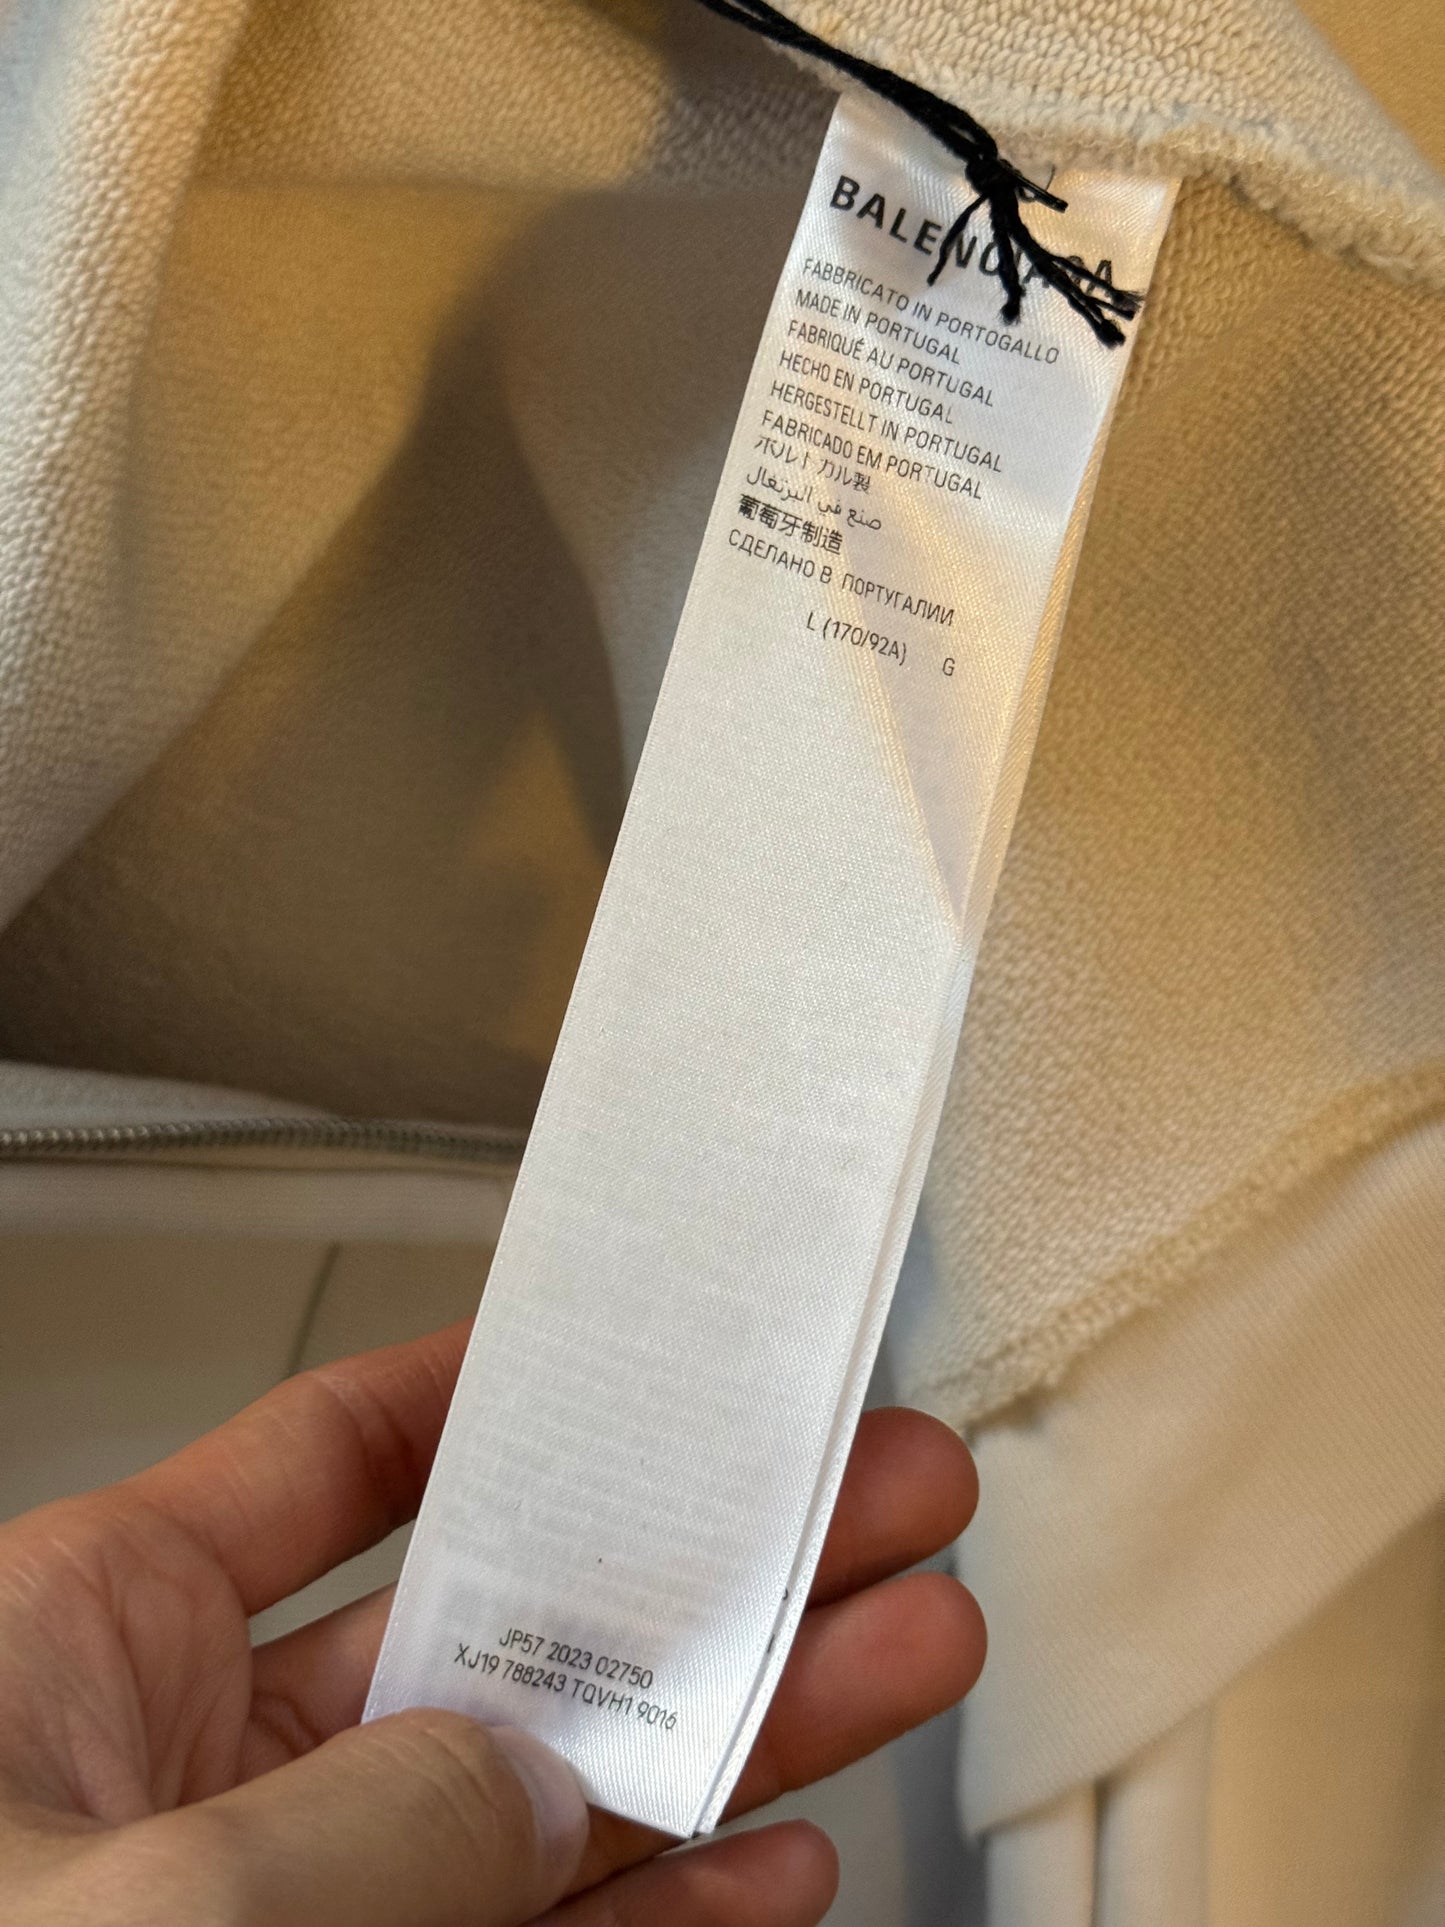 BALENCIAGA
FABBRICATO IN PORTOGALLO
MADE IN PORTUGAL
FABRIQUÉ AU PORTUGAL
HECHO EN PORTUGAL
HERGESTELLT IN PORTUGAL
FABRICADO EM PORTUGAL
ポルトガル製
صنع في البرتغال
葡萄牙制造
СДЕЛАНО В ПОРТУГАЛИИ
L (170/92A) G
JP57 2023 02750
XJ19 788243 TQVH1 9016